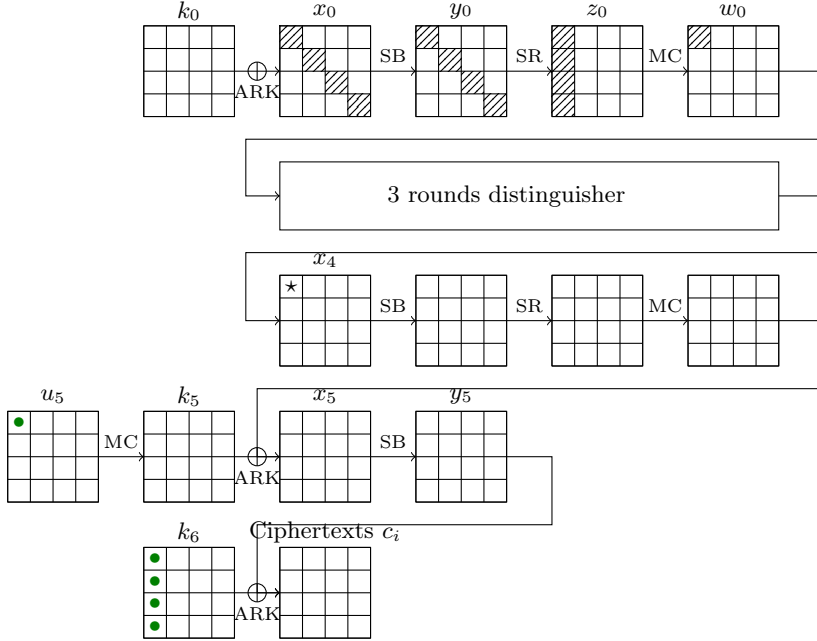 k₀ x₀ y₀ z₀ w₀
SB SR MC
ARK
3 rounds distinguisher
x₄
⋆
SB SR MC
u₅ k₅ x₅ y₅
MC SB
ARK
k₆ Ciphertexts cᵢ
ARK